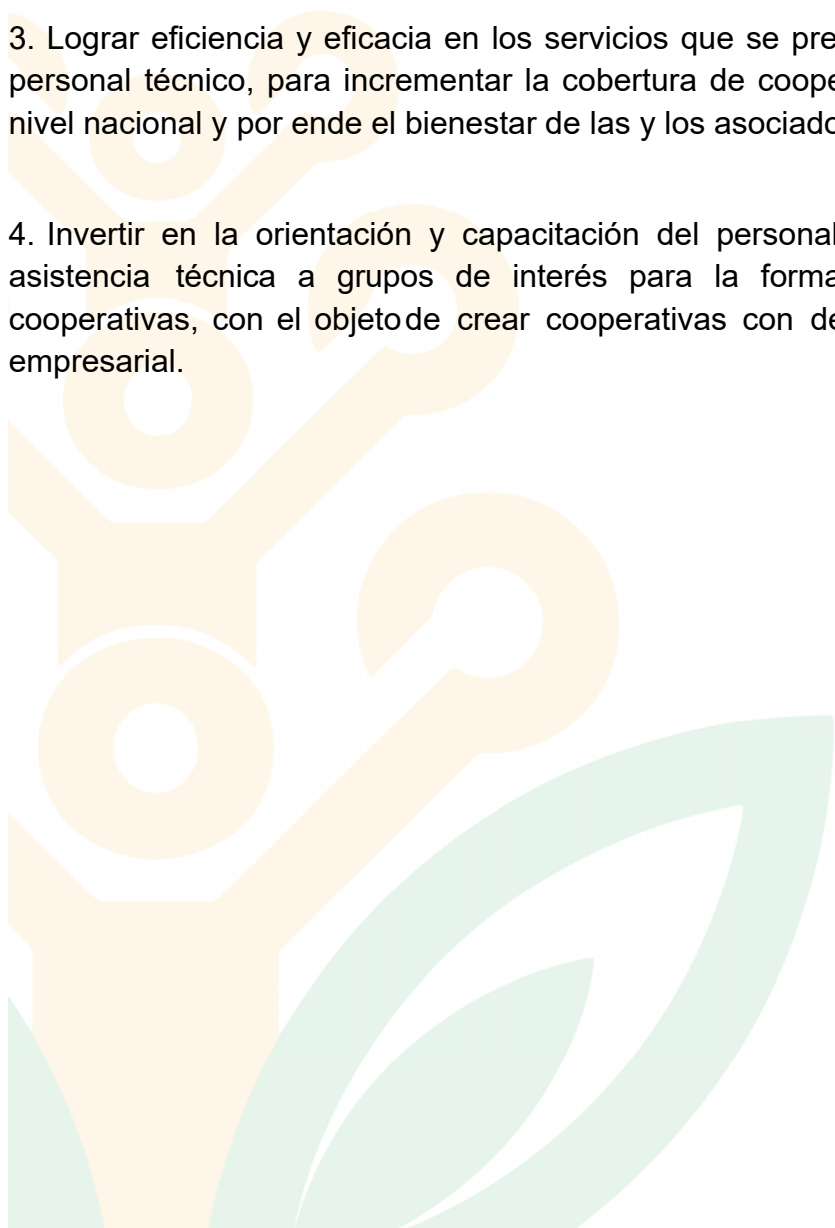 3. Lograr eficiencia y eficacia en los servicios que se pre
personal técnico, para incrementar la cobertura de coope
nivel nacional y por ende el bienestar de las y los asociado
4. Invertir en la orientación y capacitación del personal
asistencia técnica a grupos de interés para la forma
cooperativas, con el objeto de crear cooperativas con de
empresarial.